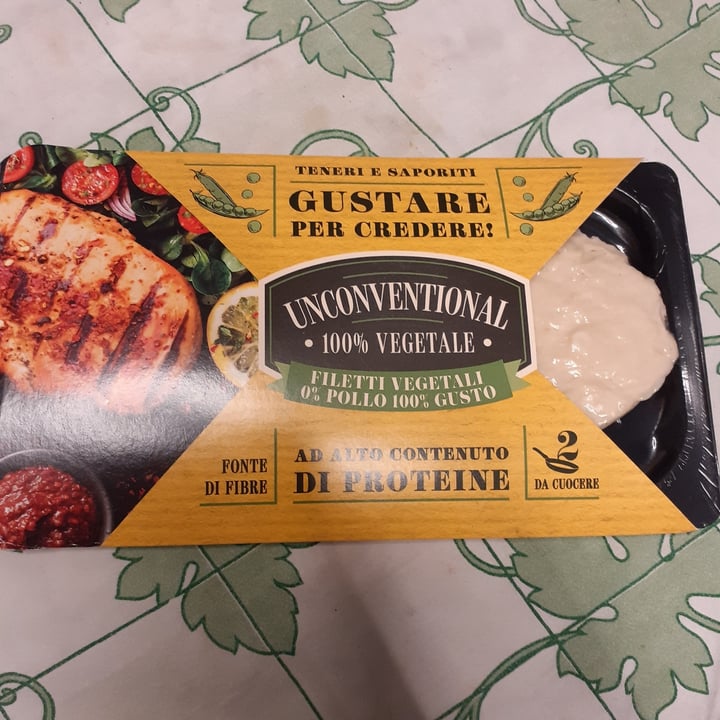 TENERI E SAPORITI
GUSTARE
PER CREDERE!
UNCONVENTIONAL
• 100% VEGETALE •
FILETTI VEGETALI
0% POLLO 100% GUSTO
FONTE
DI FIBRE
AD ALTO CONTENUTO
DI PROTEINE
2
DA CUOCERE